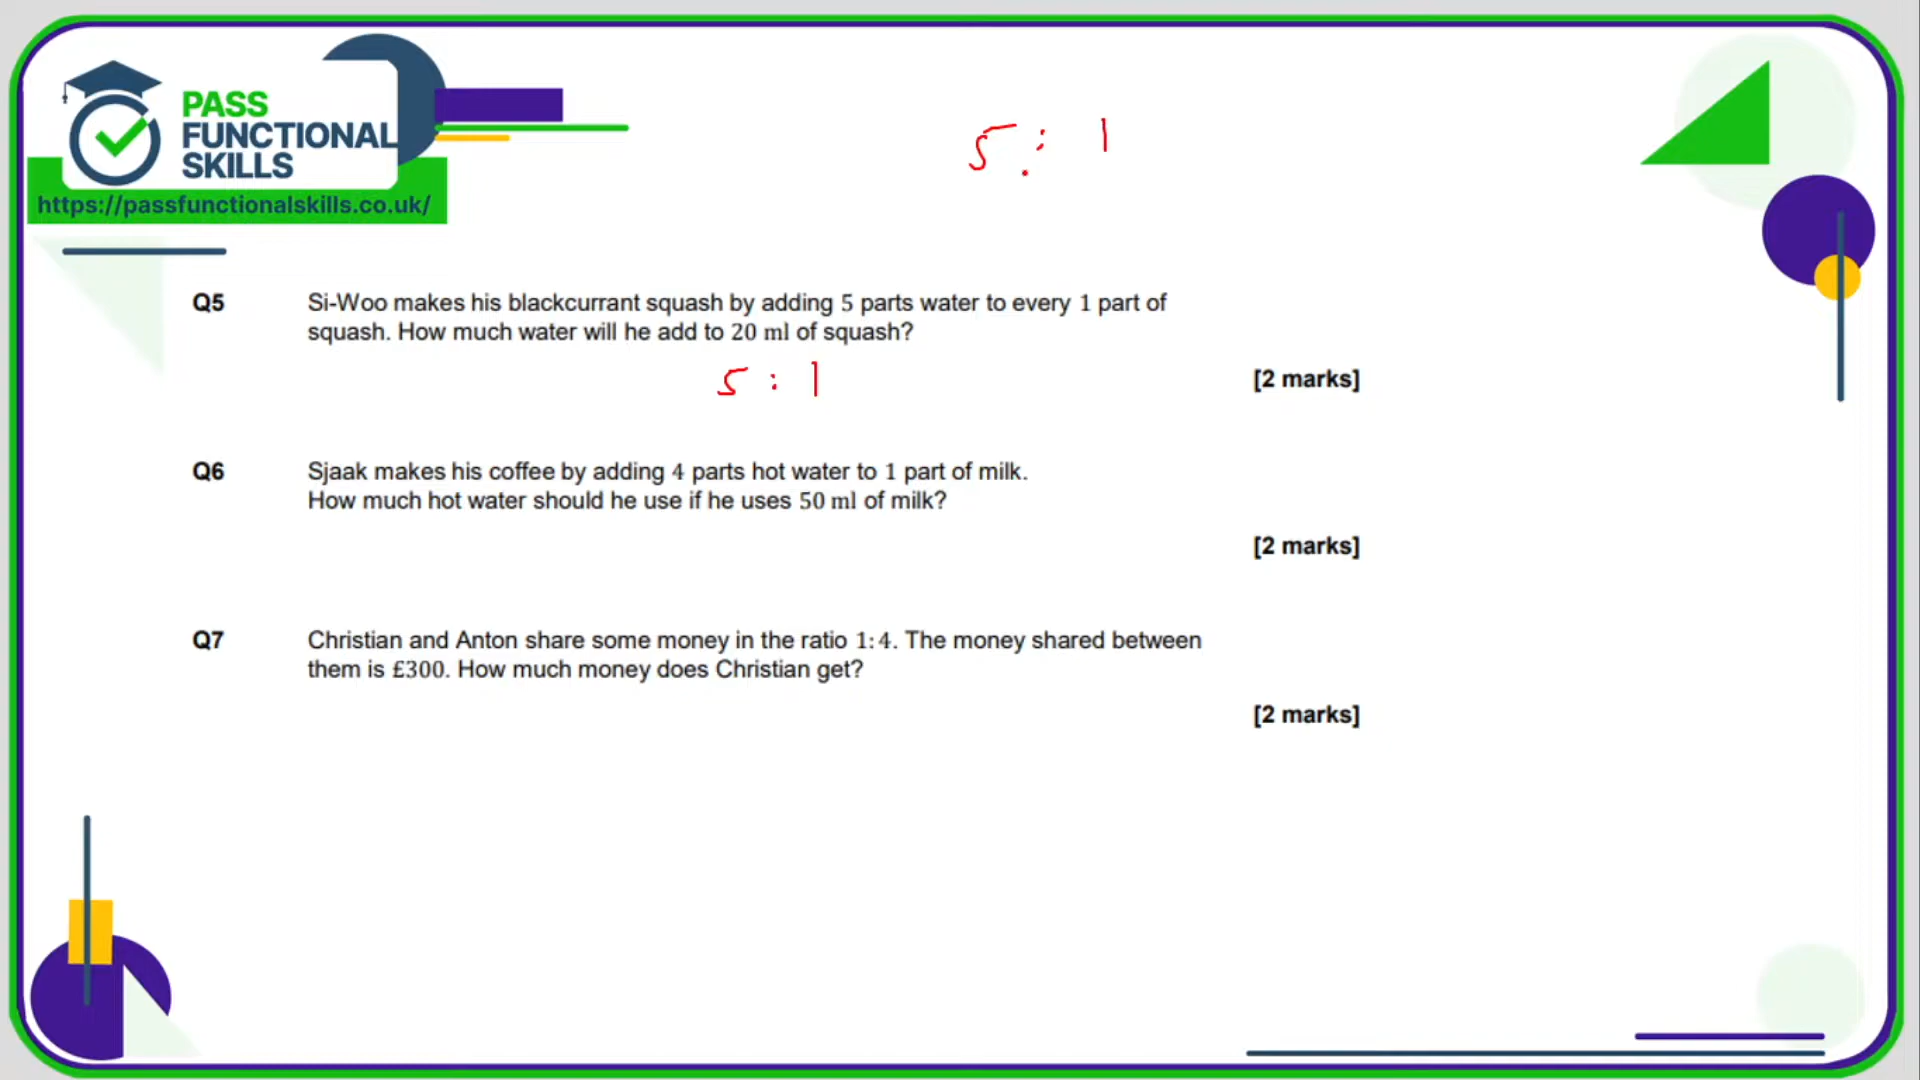 PASS
FUNCTIONAL
SKILLS
https://passfunctionalskills.co.uk/
5 : 1
Q5 Si-Woo makes his blackcurrant squash by adding 5 parts water to every 1 part of
squash. How much water will he add to 20 ml of squash?
5 : 1
[2 marks]
Q6 Sjaak makes his coffee by adding 4 parts hot water to 1 part of milk.
How much hot water should he use if he uses 50 ml of milk?
[2 marks]
Q7 Christian and Anton share some money in the ratio 1:4. The money shared between
them is £300. How much money does Christian get?
[2 marks]